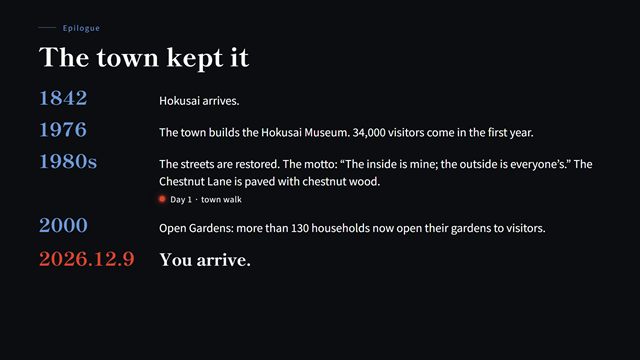 Epilogue
The town kept it
1842
Hokusai arrives.
1976
The town builds the Hokusai Museum. 34,000 visitors come in the first year.
1980s
The streets are restored. The motto: “The inside is mine; the outside is everyone’s.” The
Chestnut Lane is paved with chestnut wood.
Day 1 · town walk
2000
Open Gardens: more than 130 households now open their gardens to visitors.
2026.12.9
You arrive.